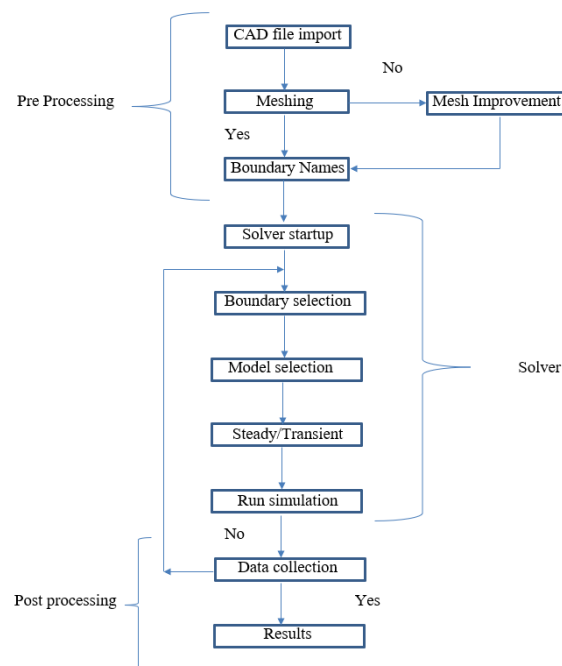 CAD file import
No
Pre Processing
Meshing
Mesh Improvement
Yes
Boundary Names
Solver startup
Boundary selection
Model selection
Solver
Steady/Transient
Run simulation
No
Data collection
Post processing
Yes
Results